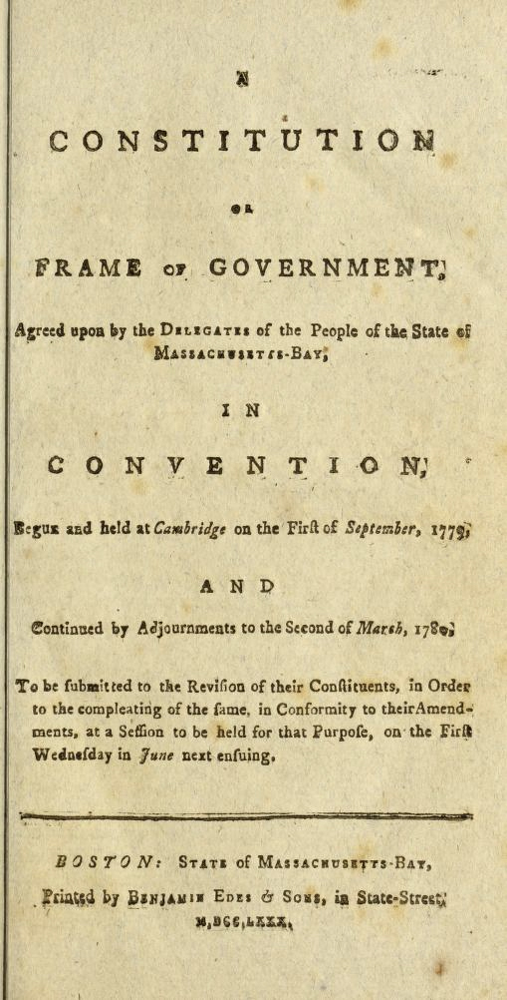 A
CONSTITUTION
OR
FRAME OF GOVERNMENT,
Agreed upon by the DELEGATES of the People of the State of
MASSACHUSETTS-BAY,
IN
CONVENTION,
Begun and held at Cambridge on the Firſt of September, 1779,
AND
Continued by Adjournments to the Second of March, 1780;
To be ſubmitted to the Reviſion of their Conſtituents, in Order
to the compleating of the ſame, in Conformity to their Amend-
ments, at a Seſſion to be held for that Purpoſe, on the Firſt
Wedneſday in June next enſuing.
BOSTON: STATE of MASSACHUSETTS-BAY,
Printed by BENJAMIN EDES & SONS, in State-Street,
M,DCC,LXXX.